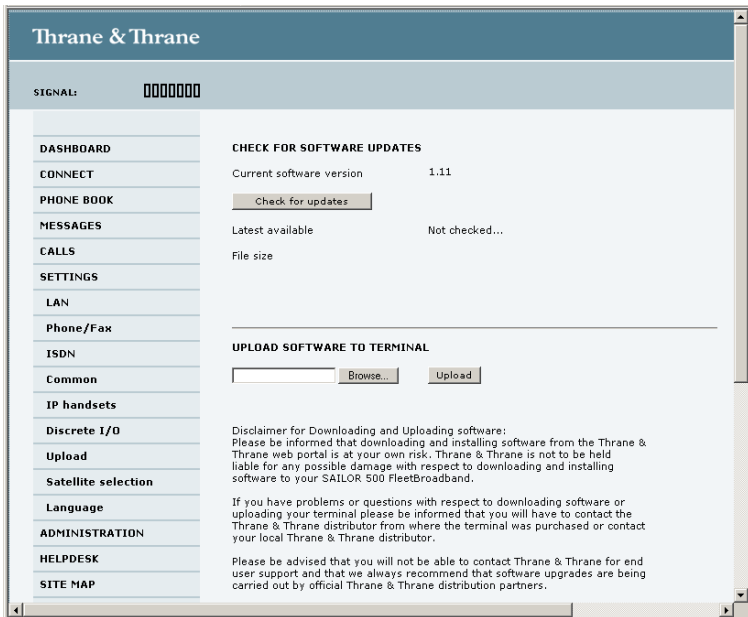 Thrane & Thrane
SIGNAL:
DASHBOARD
CONNECT
PHONE BOOK
MESSAGES
CALLS
SETTINGS
LAN
Phone/Fax
ISDN
Common
IP handsets
Discrete I/O
Upload
Satellite selection
Language
ADMINISTRATION
HELPDESK
SITE MAP
CHECK FOR SOFTWARE UPDATES
Current software version 1.11
Check for updates
Latest available Not checked...
File size
UPLOAD SOFTWARE TO TERMINAL
Browse... Upload
Disclaimer for Downloading and Uploading software:
Please be informed that downloading and installing software from the Thrane &
Thrane web portal is at your own risk. Thrane & Thrane is not to be held
liable for any possible damage with respect to downloading and installing
software to your SAILOR 500 FleetBroadband.
If you have problems or questions with respect to downloading software or
uploading your terminal please be informed that you will have to contact the
Thrane & Thrane distributor from where the terminal was purchased or contact
your local Thrane & Thrane distributor.
Please be advised that you will not be able to contact Thrane & Thrane for end
user support and that we always recommend that software upgrades are being
carried out by official Thrane & Thrane distribution partners.